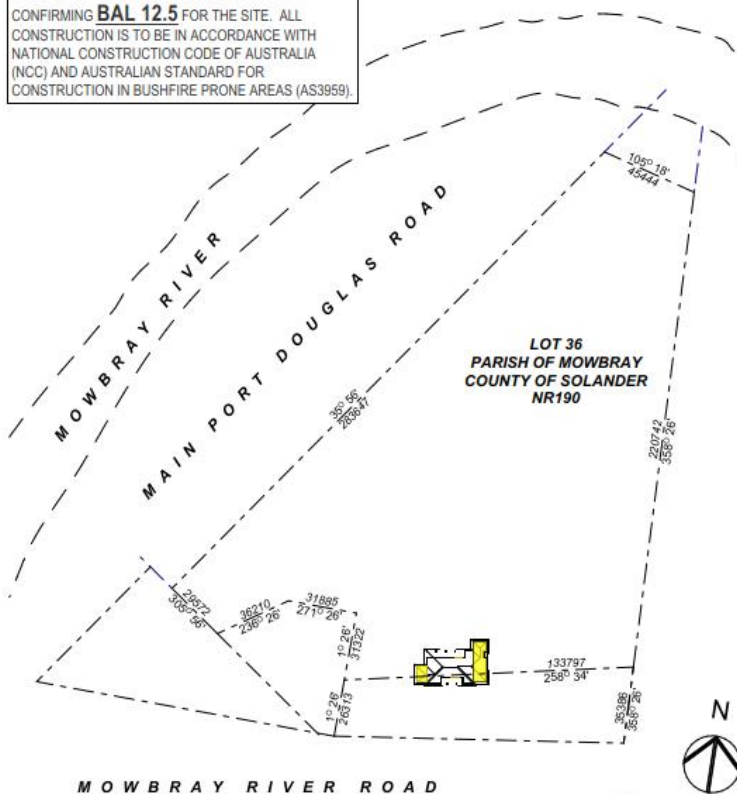 CONFIRMING BAL 12.5 FOR THE SITE. ALL
CONSTRUCTION IS TO BE IN ACCORDANCE WITH
NATIONAL CONSTRUCTION CODE OF AUSTRALIA
(NCC) AND AUSTRALIAN STANDARD FOR
CONSTRUCTION IN BUSHFIRE PRONE AREAS (AS3959).
105° 18'
45444
MOWBRAY RIVER
MAIN PORT DOUGLAS ROAD
LOT 36
PARISH OF MOWBRAY
COUNTY OF SOLANDER
NR190
35° 56'
283647
220742
358° 26'
29572
305° 56'
36210
236° 26'
31885
271° 26'
1° 26'
31322
133797
258° 34'
1° 26'
26313
35386
358° 26'
N
MOWBRAY RIVER ROAD